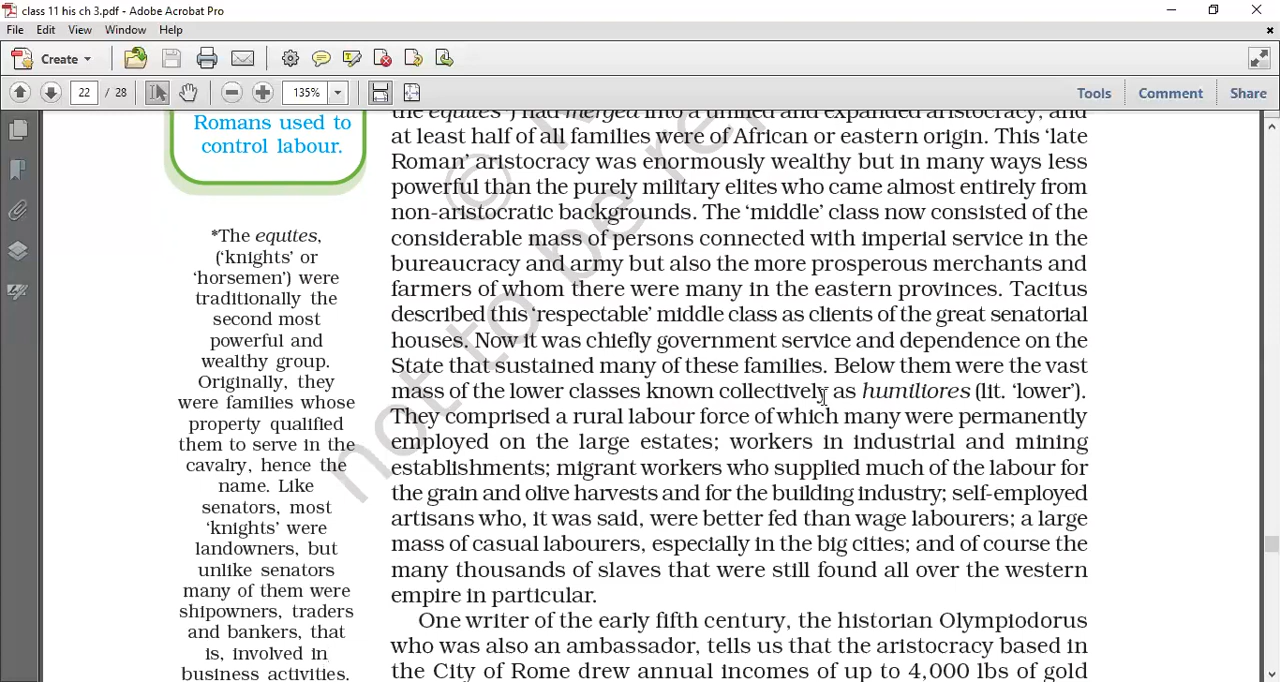 class 11 his ch 3.pdf - Adobe Acrobat Pro
File Edit View Window Help
Create
22 / 28 135% Tools Comment Share
Romans used to
control labour.
*The equites,
('knights' or
'horsemen') were
traditionally the
second most
powerful and
wealthy group.
Originally, they
were families whose
property qualified
them to serve in the
cavalry, hence the
name. Like
senators, most
'knights' were
landowners, but
unlike senators
many of them were
shipowners, traders
and bankers, that
is, involved in
business activities.
the equites*) had merged into a unified and expanded aristocracy, and
at least half of all families were of African or eastern origin. This 'late
Roman' aristocracy was enormously wealthy but in many ways less
powerful than the purely military elites who came almost entirely from
non-aristocratic backgrounds. The 'middle' class now consisted of the
considerable mass of persons connected with imperial service in the
bureaucracy and army but also the more prosperous merchants and
farmers of whom there were many in the eastern provinces. Tacitus
described this 'respectable' middle class as clients of the great senatorial
houses. Now it was chiefly government service and dependence on the
State that sustained many of these families. Below them were the vast
mass of the lower classes known collectively as humiliores (lit. 'lower').
They comprised a rural labour force of which many were permanently
employed on the large estates; workers in industrial and mining
establishments; migrant workers who supplied much of the labour for
the grain and olive harvests and for the building industry; self-employed
artisans who, it was said, were better fed than wage labourers; a large
mass of casual labourers, especially in the big cities; and of course the
many thousands of slaves that were still found all over the western
empire in particular.
One writer of the early fifth century, the historian Olympiodorus
who was also an ambassador, tells us that the aristocracy based in
the City of Rome drew annual incomes of up to 4,000 lbs of gold
©
not to be re